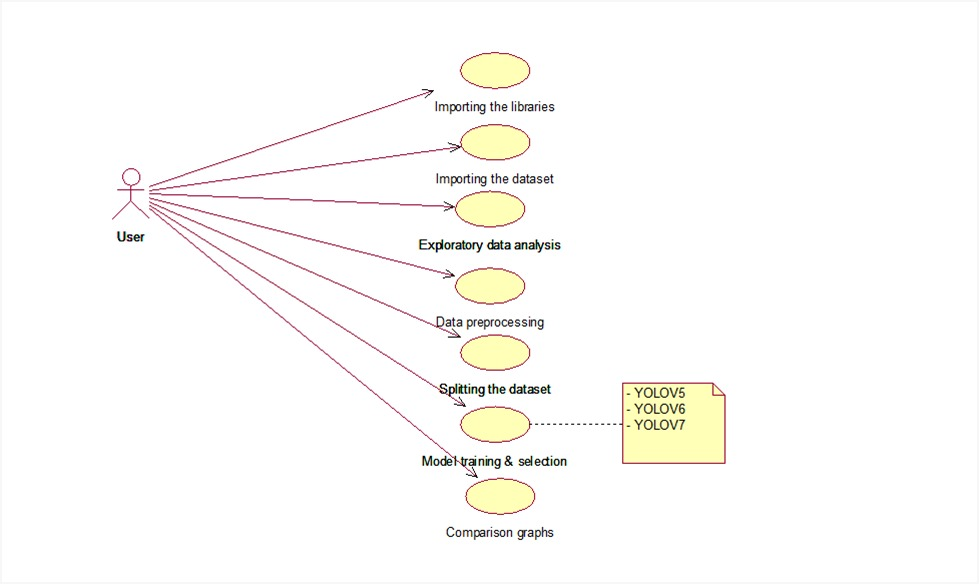 Importing the libraries
Importing the dataset
User
Exploratory data analysis
Data preprocessing
Splitting the dataset
- YOLOV5
- YOLOV6
- YOLOV7
Model training & selection
Comparison graphs